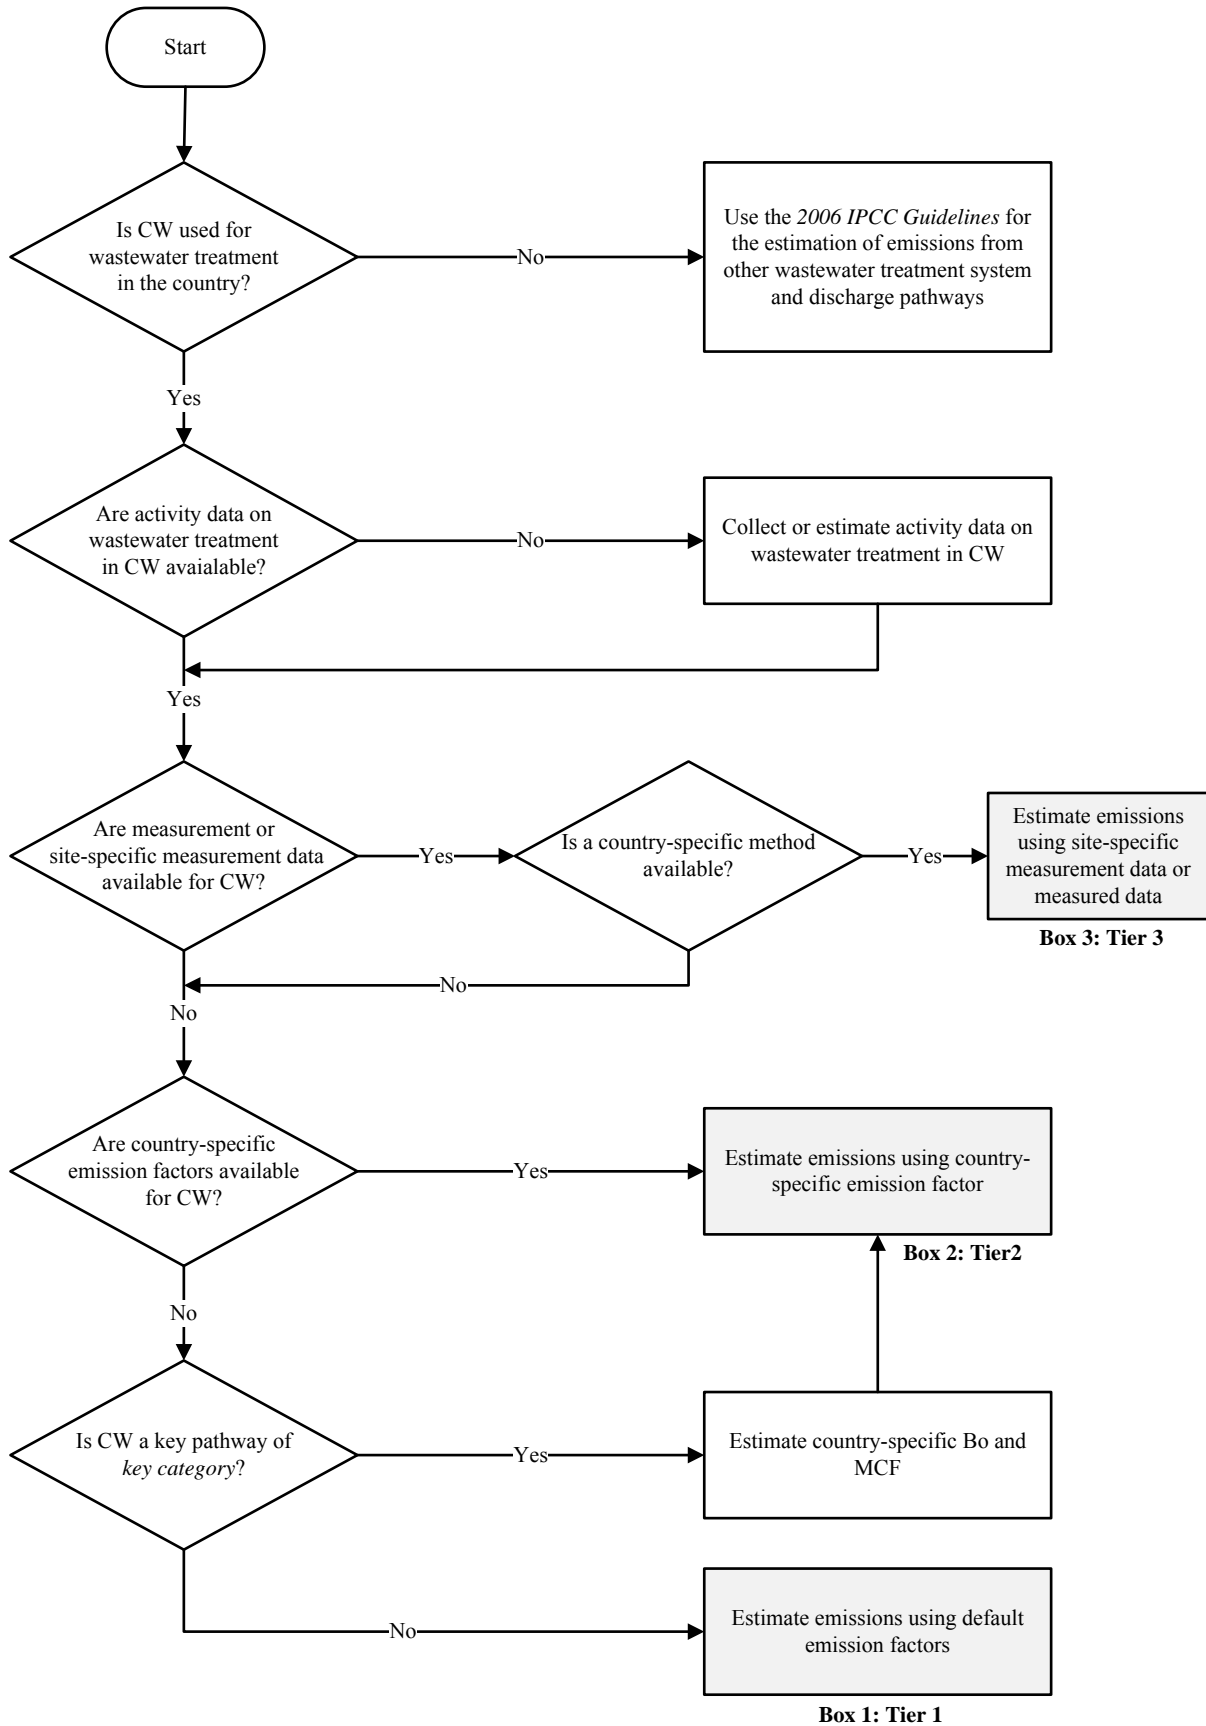 Start
Is CW used for
wastewater treatment
in the country?
No
Use the 2006 IPCC Guidelines for
the estimation of emissions from
other wastewater treatment system
and discharge pathways
Yes
Are activity data on
wastewater treatment
in CW avaialable?
No
Collect or estimate activity data on
wastewater treatment in CW
Yes
Are measurement or
site-specific measurement data
available for CW?
Yes
Is a country-specific method
available?
Yes
Estimate emissions
using site-specific
measurement data or
measured data
Box 3: Tier 3
No
No
Are country-specific
emission factors available
for CW?
Yes
Estimate emissions using country-
specific emission factor
Box 2: Tier2
No
Is CW a key pathway of
key category?
Yes
Estimate country-specific Bo and
MCF
No
Estimate emissions using default
emission factors
Box 1: Tier 1